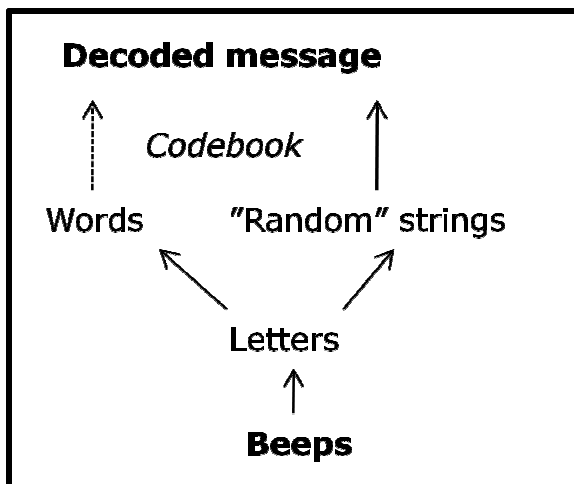 Decoded message
Codebook
Words ”Random” strings
Letters
Beeps